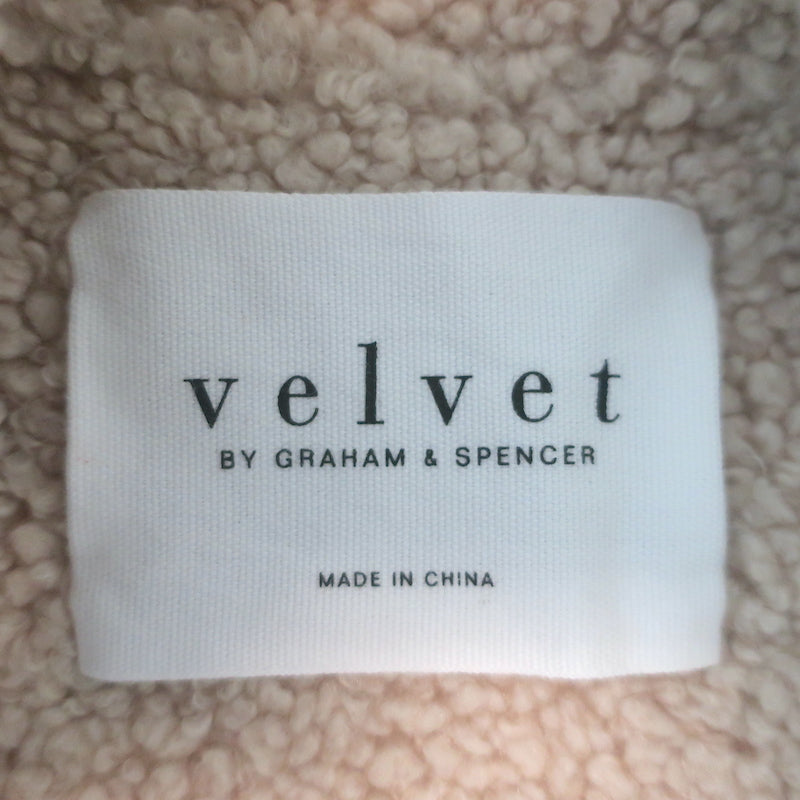 velvet
BY GRAHAM & SPENCER
MADE IN CHINA